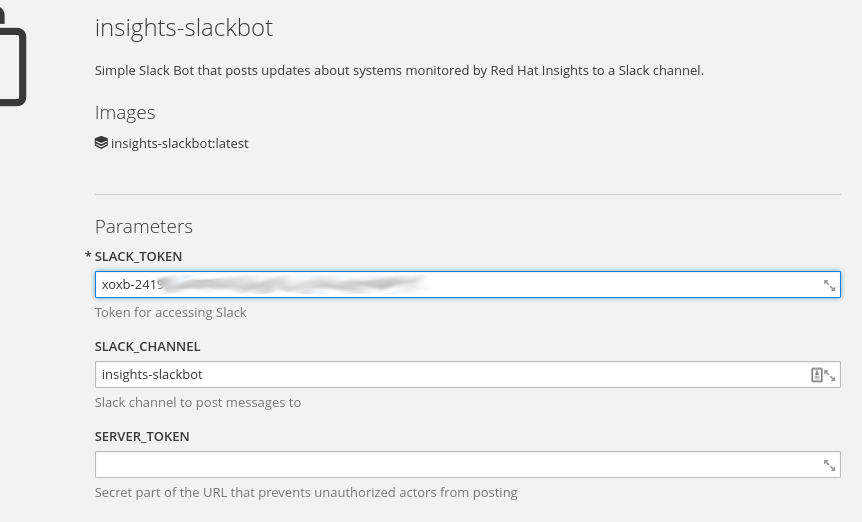 insights-slackbot
Simple Slack Bot that posts updates about systems monitored by Red Hat Insights to a Slack channel.
Images
insights-slackbot:latest
Parameters
* SLACK_TOKEN
xoxb-2419
Token for accessing Slack
SLACK_CHANNEL
insights-slackbot
Slack channel to post messages to
SERVER_TOKEN
Secret part of the URL that prevents unauthorized actors from posting